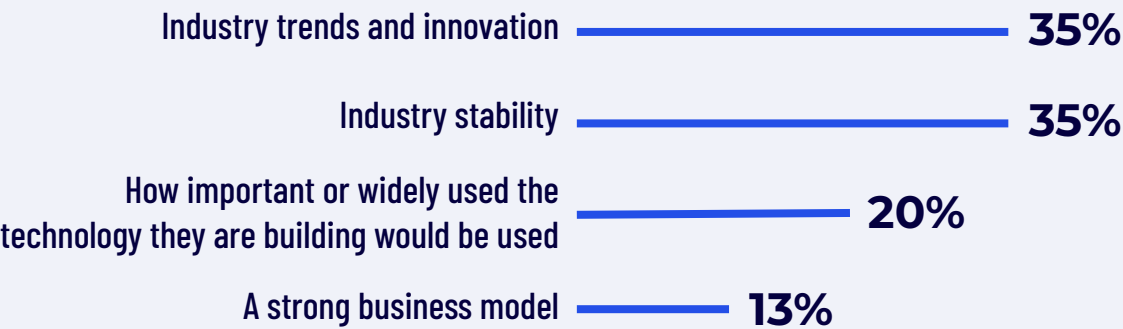 Industry trends and innovation 35%
Industry stability 35%
How important or widely used the
technology they are building would be used 20%
A strong business model 13%